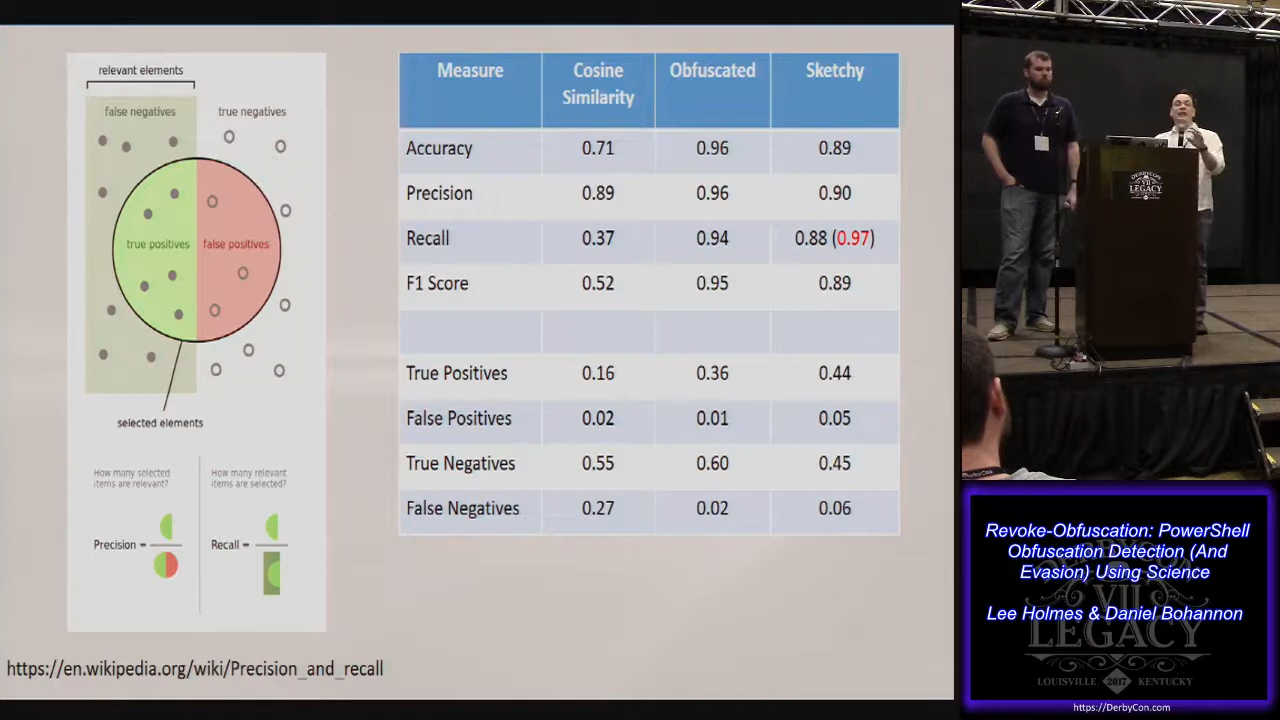 relevant elements
false negatives
true negatives
true positives
false positives
selected elements
How many selected
items are relevant?
How many relevant
items are selected?
Precision =
Recall =
Measure Cosine Similarity Obfuscated Sketchy
Accuracy 0.71 0.96 0.89
Precision 0.89 0.96 0.90
Recall 0.37 0.94 0.88 (0.97)
F1 Score 0.52 0.95 0.89
True Positives 0.16 0.36 0.44
False Positives 0.02 0.01 0.05
True Negatives 0.55 0.60 0.45
False Negatives 0.27 0.02 0.06
https://en.wikipedia.org/wiki/Precision_and_recall
DERBYCON
VII
LEGACY
DerbyCon
Revoke-Obfuscation: PowerShell
Obfuscation Detection (And
Evasion) Using Science
Lee Holmes & Daniel Bohannon
DERBYCON
VII
LEGACY
LOUISVILLE 2017 KENTUCKY
https://DerbyCon.com